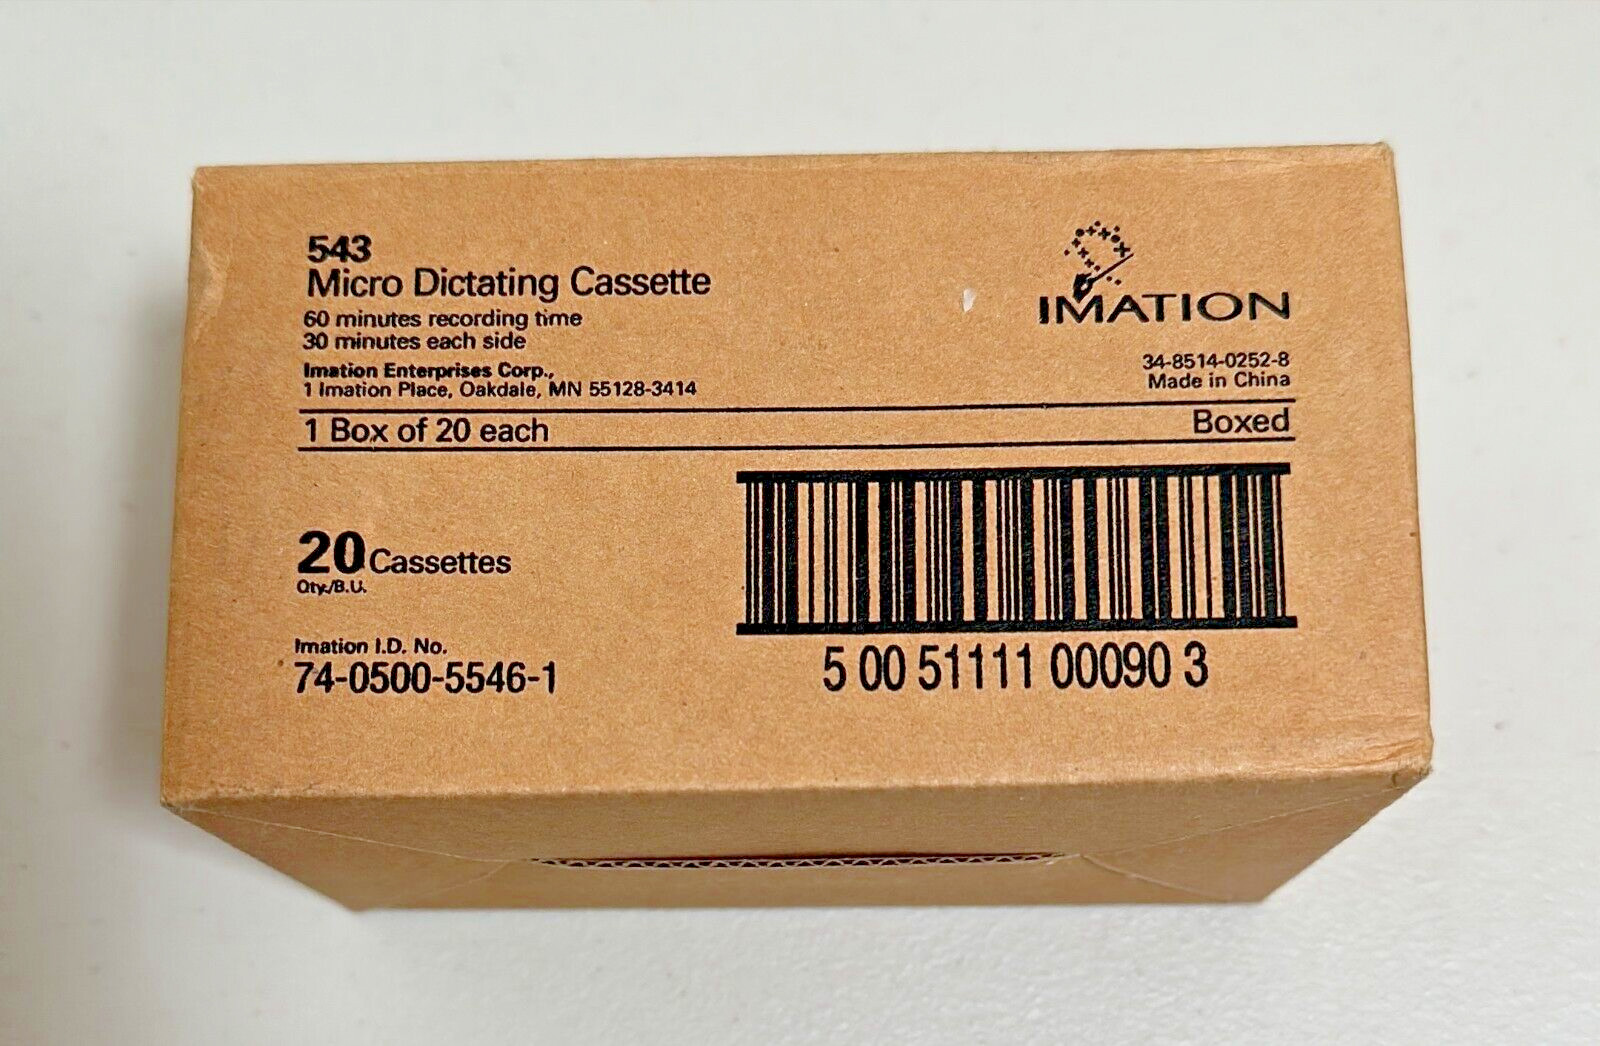 543
Micro Dictating Cassette
60 minutes recording time
30 minutes each side
Imation Enterprises Corp.,
1 Imation Place, Oakdale, MN 55128-3414
IMATION
34-8514-0252-8
Made in China
1 Box of 20 each
Boxed
20 Cassettes
Qty./B.U.
Imation I.D. No.
74-0500-5546-1
5 00 51111 00090 3